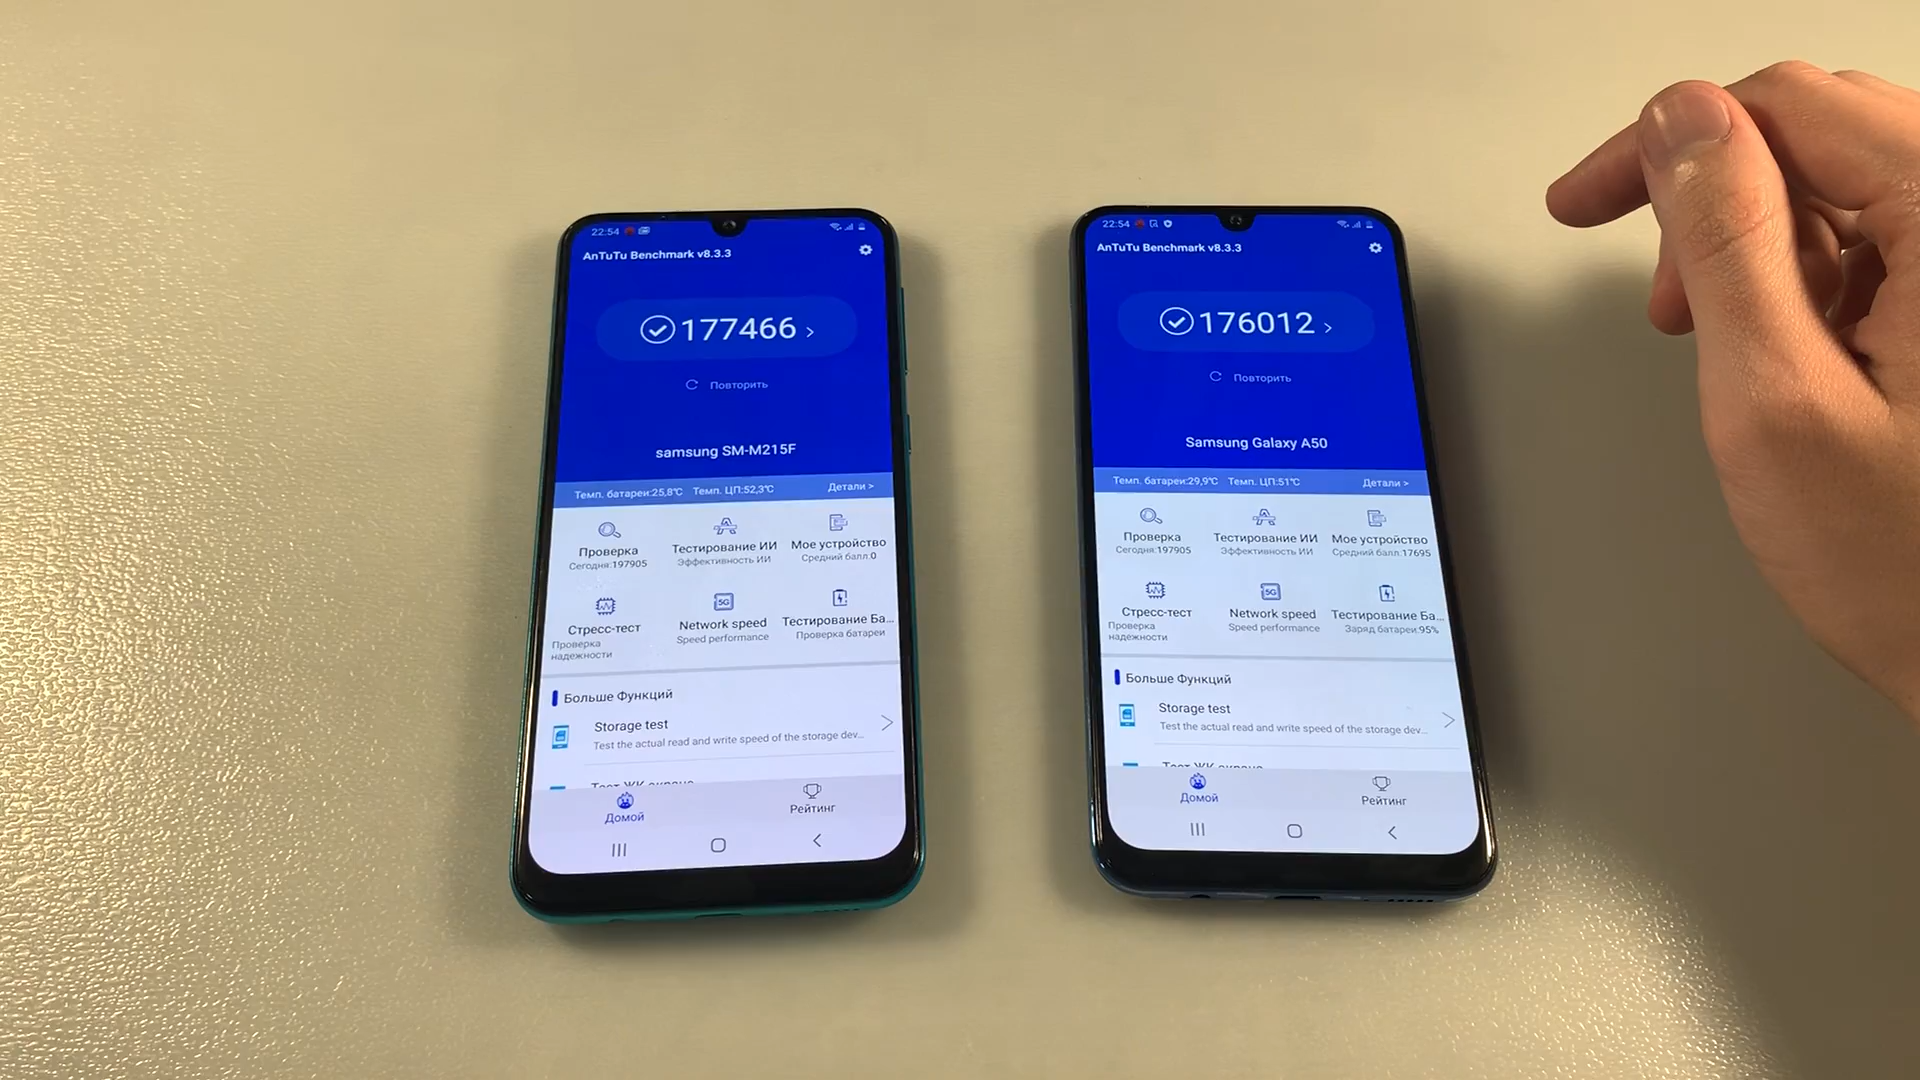 22:54
AnTuTu Benchmark v8.3.3
177466 >
Повторить
samsung SM-M215F
Темп. батареи:25,8℃ Темп. ЦП:52,3℃ Детали >
Проверка
Сегодня:197905
Тестирование ИИ
Эффективность ИИ
Мое устройство
Средний балл:0
Стресс-тест
Проверка
надежности
5G
Network speed
Speed performance
Тестирование Ба...
Проверка батареи
Больше Функций
Storage test
Test the actual read and write speed of the storage dev...
Тест ЖК экрана
Домой
Рейтинг
22:54
AnTuTu Benchmark v8.3.3
176012 >
Повторить
Samsung Galaxy A50
Темп. батареи:29,9℃ Темп. ЦП:51℃ Детали >
Проверка
Сегодня:197905
Тестирование ИИ
Эффективность ИИ
Мое устройство
Средний балл:17695
Стресс-тест
Проверка
надежности
5G
Network speed
Speed performance
Тестирование Ба...
Заряд батареи:95%
Больше Функций
Storage test
Test the actual read and write speed of the storage dev...
Тест ЖК экрана
Домой
Рейтинг